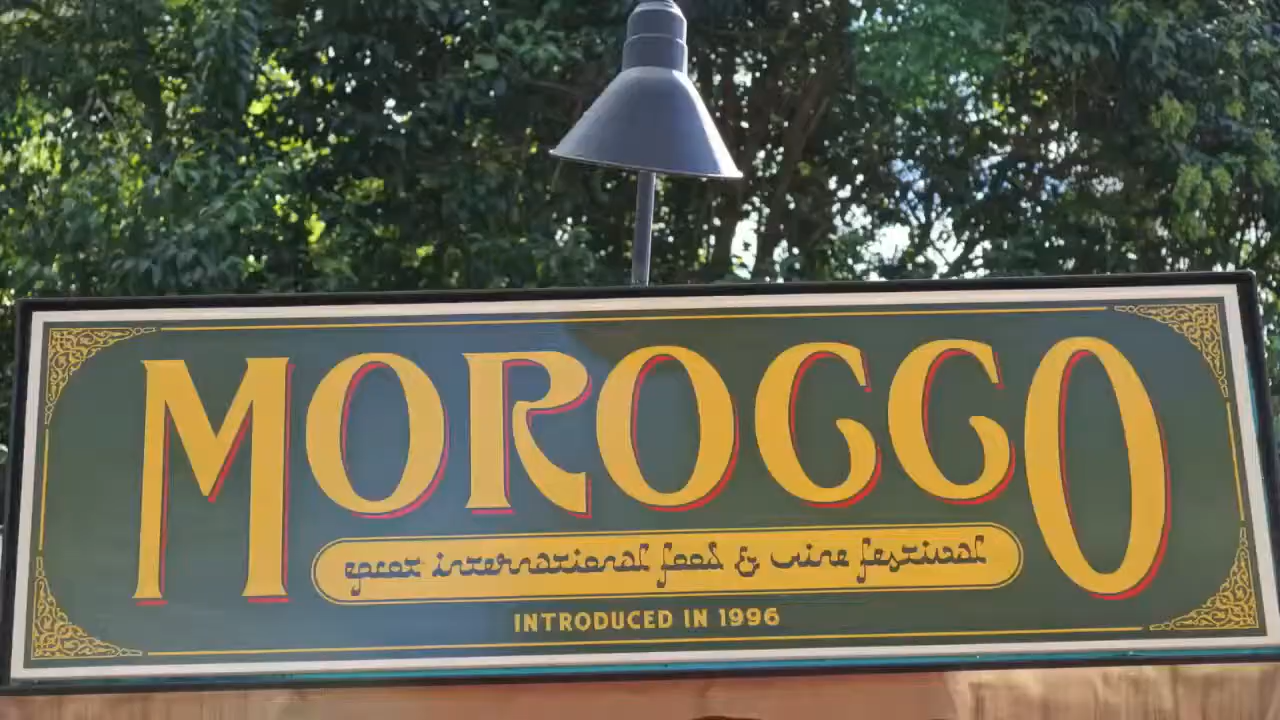 MOROCCO
epcot international food & wine festival
INTRODUCED IN 1996